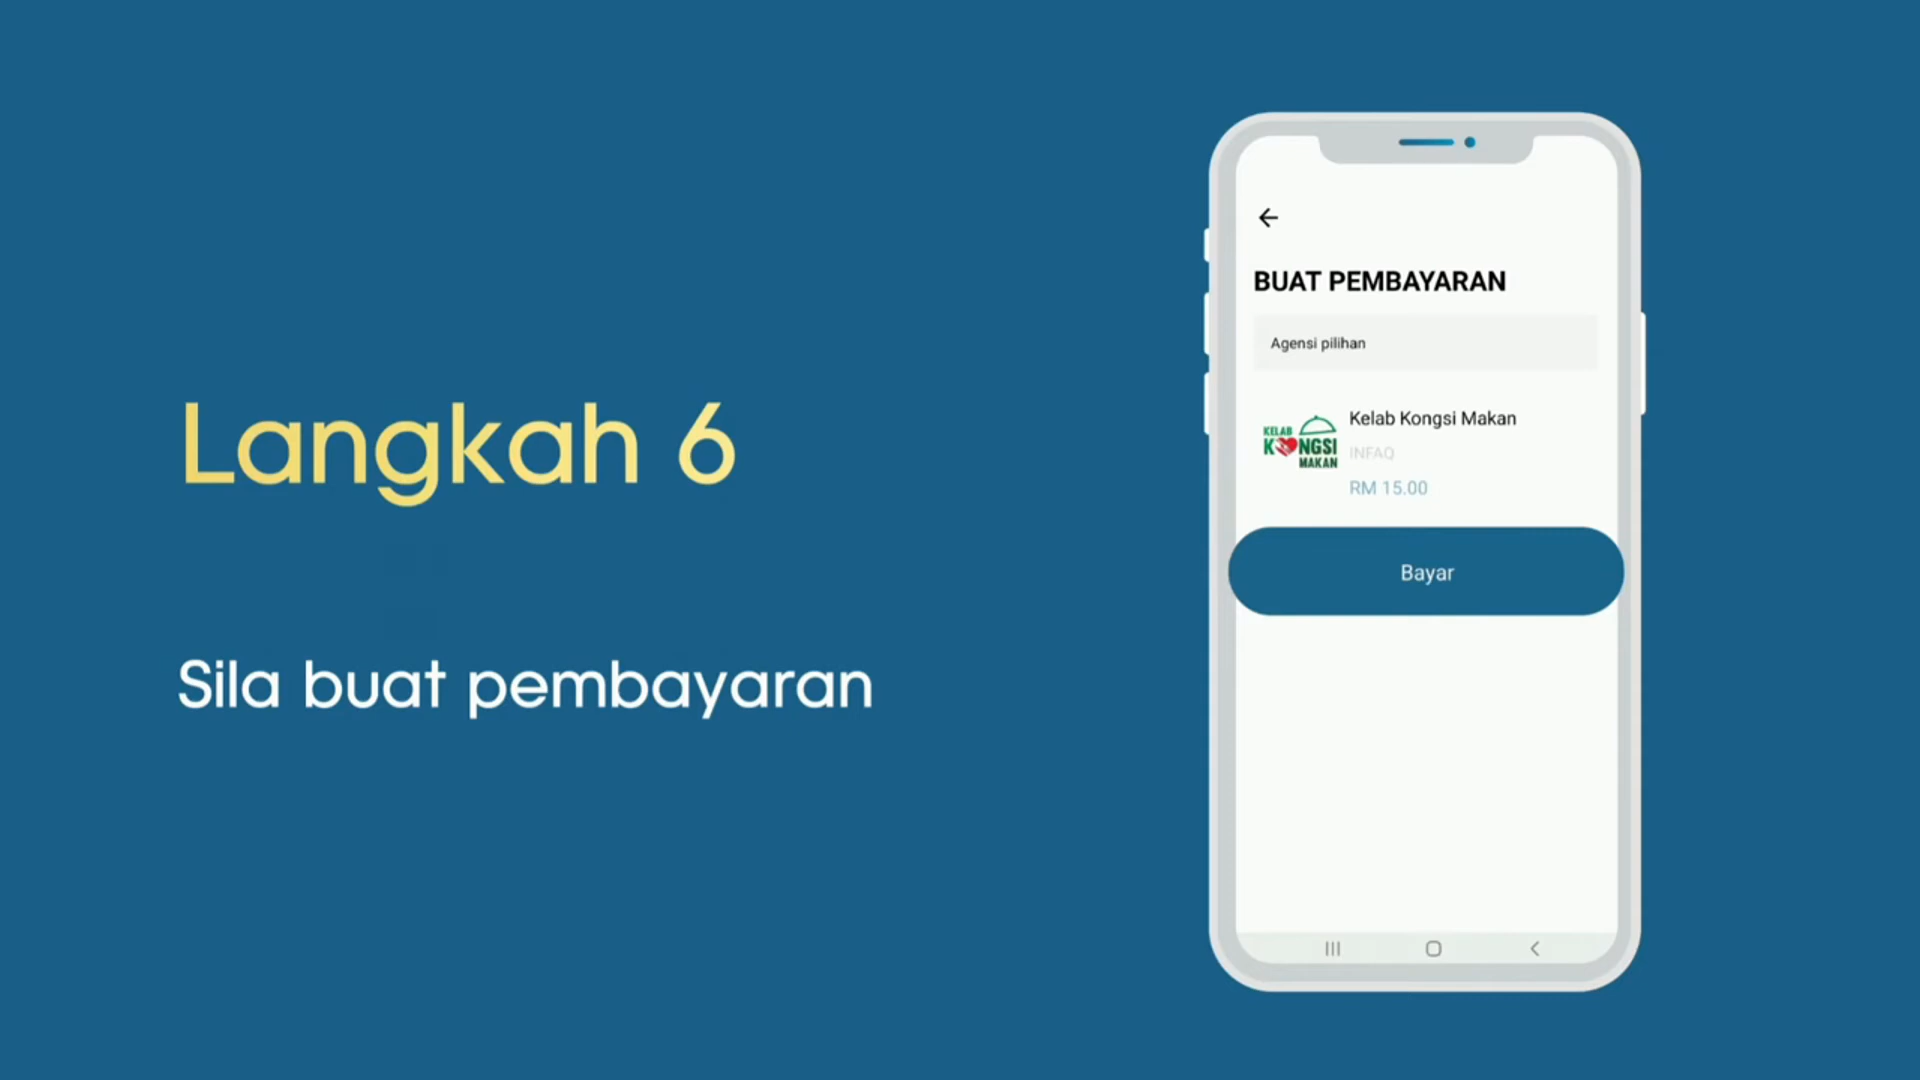 Langkah 6
Sila buat pembayaran
BUAT PEMBAYARAN
Agensi pilihan
KELAB
KONGSI
MAKAN
Kelab Kongsi Makan
INFAQ
RM 15.00
Bayar